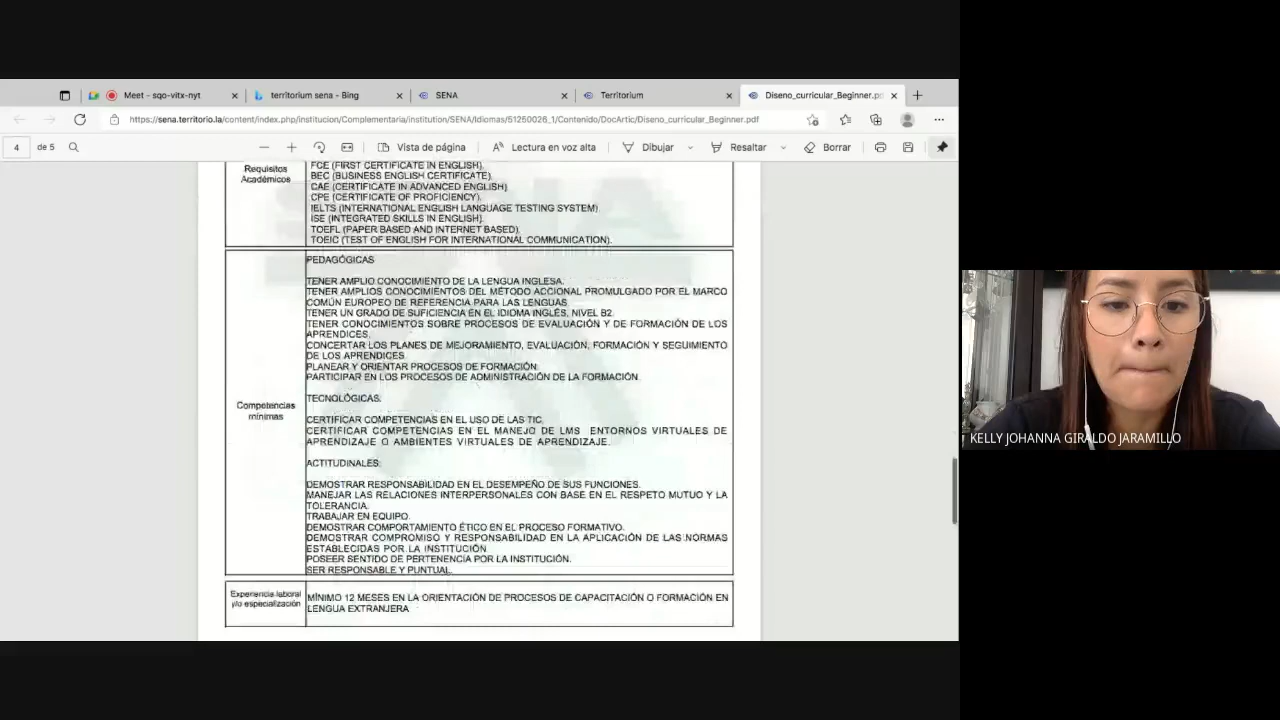 Meet - sqo-vitx-nyt
territorium sena - Bing
SENA
Territorium
Diseno_curricular_Beginner.pd
https://sena.territorio.la/content/index.php/institucion/Complementaria/institution/SENA/Idiomas/51250026_1/Contenido/DocArtic/Diseno_curricular_Beginner.pdf
4 de 5
Vista de página
Lectura en voz alta
Dibujar
Resaltar
Borrar
Requisitos
Académicos
FCE (FIRST CERTIFICATE IN ENGLISH).
BEC (BUSINESS ENGLISH CERTIFICATE).
CAE (CERTIFICATE IN ADVANCED ENGLISH)
CPE (CERTIFICATE OF PROFICIENCY).
IELTS (INTERNATIONAL ENGLISH LANGUAGE TESTING SYSTEM)
ISE (INTEGRATED SKILLS IN ENGLISH).
TOEFL (PAPER BASED AND INTERNET BASED).
TOEIC (TEST OF ENGLISH FOR INTERNATIONAL COMMUNICATION).
Competencias
mínimas
PEDAGÓGICAS
TENER AMPLIO CONOCIMIENTO DE LA LENGUA INGLESA.
TENER AMPLIOS CONOCIMIENTOS DEL MÉTODO ACCIONAL PROMULGADO POR EL MARCO
COMÚN EUROPEO DE REFERENCIA PARA LAS LENGUAS.
TENER UN GRADO DE SUFICIENCIA EN EL IDIOMA INGLÉS, NIVEL B2.
TENER CONOCIMIENTOS SOBRE PROCESOS DE EVALUACIÓN Y DE FORMACIÓN DE LOS
APRENDICES.
CONCERTAR LOS PLANES DE MEJORAMIENTO, EVALUACIÓN, FORMACIÓN Y SEGUIMIENTO
DE LOS APRENDICES.
PLANEAR Y ORIENTAR PROCESOS DE FORMACIÓN.
PARTICIPAR EN LOS PROCESOS DE ADMINISTRACIÓN DE LA FORMACIÓN.
TECNOLÓGICAS.
CERTIFICAR COMPETENCIAS EN EL USO DE LAS TIC.
CERTIFICAR COMPETENCIAS EN EL MANEJO DE LMS ENTORNOS VIRTUALES DE
APRENDIZAJE O AMBIENTES VIRTUALES DE APRENDIZAJE.
ACTITUDINALES:
DEMOSTRAR RESPONSABILIDAD EN EL DESEMPEÑO DE SUS FUNCIONES.
MANEJAR LAS RELACIONES INTERPERSONALES CON BASE EN EL RESPETO MUTUO Y LA
TOLERANCIA.
TRABAJAR EN EQUIPO.
DEMOSTRAR COMPORTAMIENTO ÉTICO EN EL PROCESO FORMATIVO.
DEMOSTRAR COMPROMISO Y RESPONSABILIDAD EN LA APLICACIÓN DE LAS NORMAS
ESTABLECIDAS POR LA INSTITUCIÓN
POSEER SENTIDO DE PERTENENCIA POR LA INSTITUCIÓN.
SER RESPONSABLE Y PUNTUAL.
Experiencia laboral
y/o especialización
MÍNIMO 12 MESES EN LA ORIENTACIÓN DE PROCESOS DE CAPACITACIÓN O FORMACIÓN EN
LENGUA EXTRANJERA
KELLY JOHANNA GIRALDO JARAMILLO